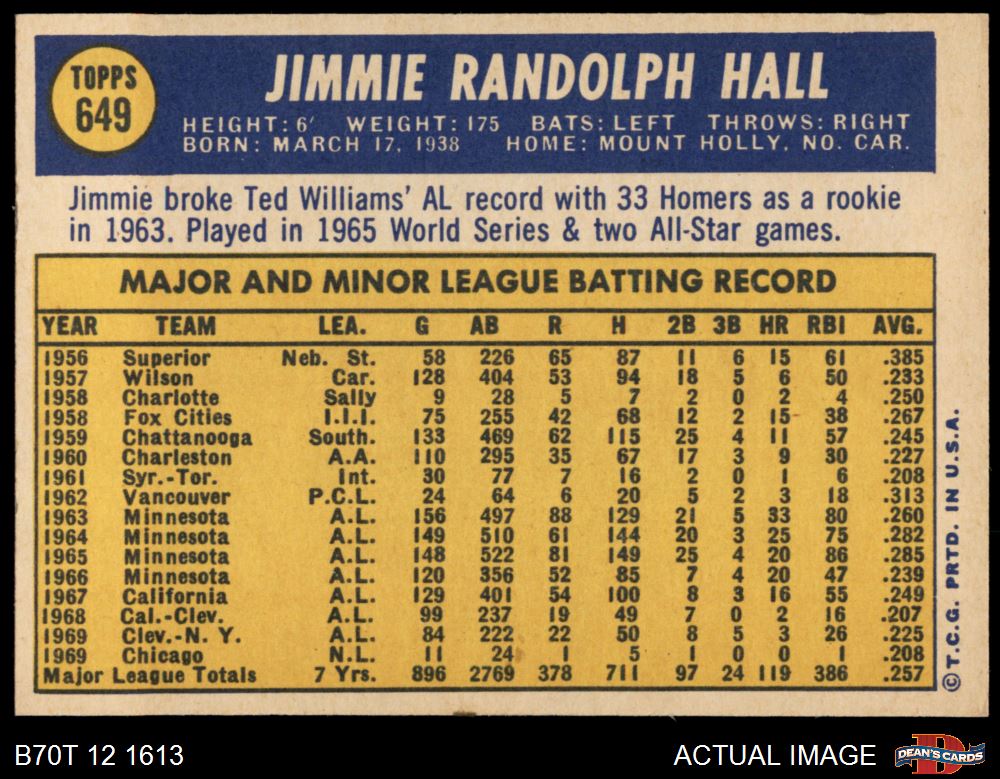 TOPPS
649
JIMMIE RANDOLPH HALL
HEIGHT: 6' WEIGHT: 175 BATS: LEFT THROWS: RIGHT
BORN: MARCH 17, 1938 HOME: MOUNT HOLLY, NO. CAR.
Jimmie broke Ted Williams' AL record with 33 Homers as a rookie
in 1963. Played in 1965 World Series & two All-Star games.
MAJOR AND MINOR LEAGUE BATTING RECORD
YEAR TEAM LEA. G AB R H 2B 3B HR RBI AVG.
1956 Superior Neb. St. 58 226 65 87 11 6 15 61 .385
1957 Wilson Car. 128 404 53 94 18 5 6 50 .233
1958 Charlotte Sally 9 28 5 7 2 0 2 4 .250
1958 Fox Cities I.I.I. 75 255 42 68 12 2 15 38 .267
1959 Chattanooga South. 133 469 62 115 25 4 11 57 .245
1960 Charleston A.A. 110 295 35 67 17 3 9 30 .227
1961 Syr.-Tor. Int. 30 77 7 16 2 0 1 6 .208
1962 Vancouver P.C.L. 24 64 6 20 5 2 3 18 .313
1963 Minnesota A.L. 156 497 88 129 21 5 33 80 .260
1964 Minnesota A.L. 149 510 61 144 20 3 25 75 .282
1965 Minnesota A.L. 148 522 81 149 25 4 20 86 .285
1966 Minnesota A.L. 120 356 52 85 7 4 20 47 .239
1967 California A.L. 129 401 54 100 8 3 16 55 .249
1968 Cal.-Clev. A.L. 99 237 19 49 7 0 2 16 .207
1969 Clev.-N. Y. A.L. 84 222 22 50 8 5 3 26 .225
1969 Chicago N.L. 11 24 1 5 1 0 0 1 .208
Major League Totals 7 Yrs. 896 2769 378 711 97 24 119 386 .257
©T.C.G. PRTD. IN U.S.A.
B70T 12 1613
ACTUAL IMAGE
DEAN'S CARDS